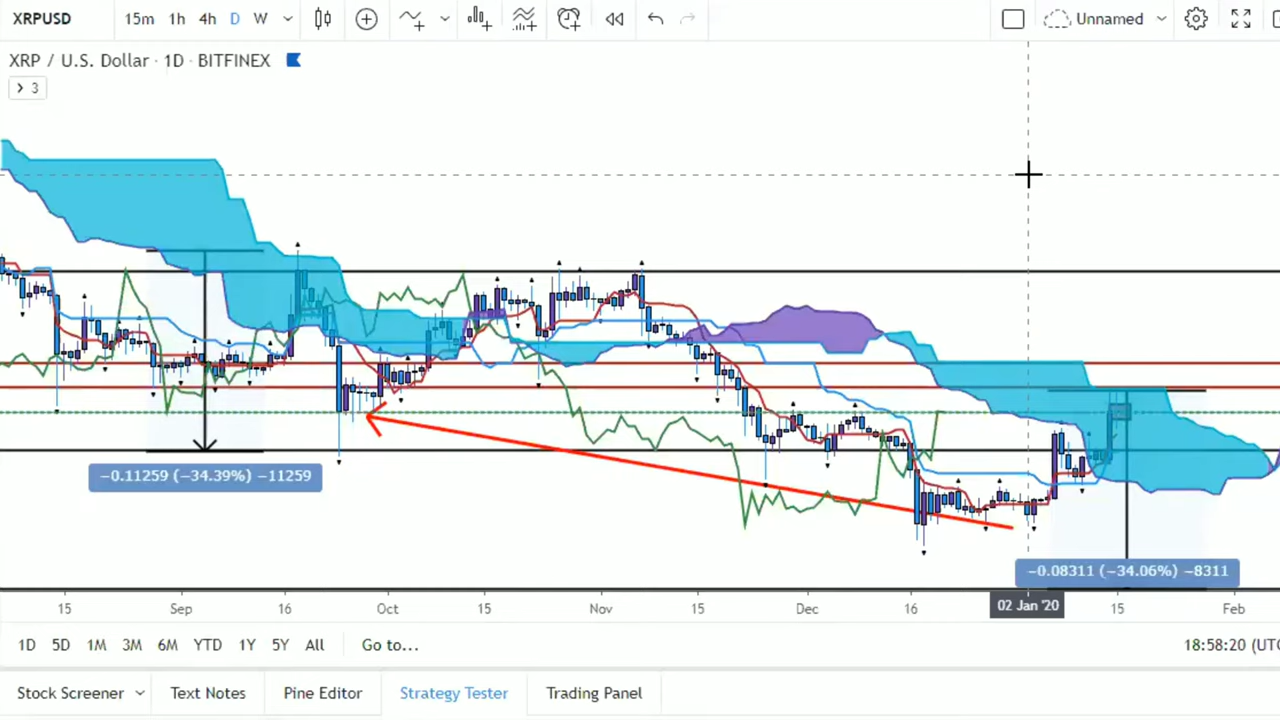 XRPUSD 15m 1h 4h D W Unnamed
XRP / U.S. Dollar · 1D · BITFINEX
3
−0.11259 (−34.39%) −11259
−0.08311 (−34.06%) −8311
15 Sep 16 Oct 15 Nov 15 Dec 16 02 Jan '20 15 Feb
1D 5D 1M 3M 6M YTD 1Y 5Y All Go to... 18:58:20 (UTC
Stock Screener Text Notes Pine Editor Strategy Tester Trading Panel